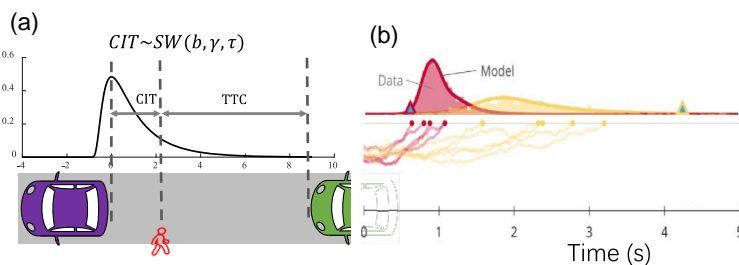 (a)
CIT~SW(b, γ, τ)
0.6
0.4
0.2
0
CIT
TTC
-4
-2
0
2
4
6
8
10
(b)
Model
Data
0
1
2
3
4
5
Time (s)